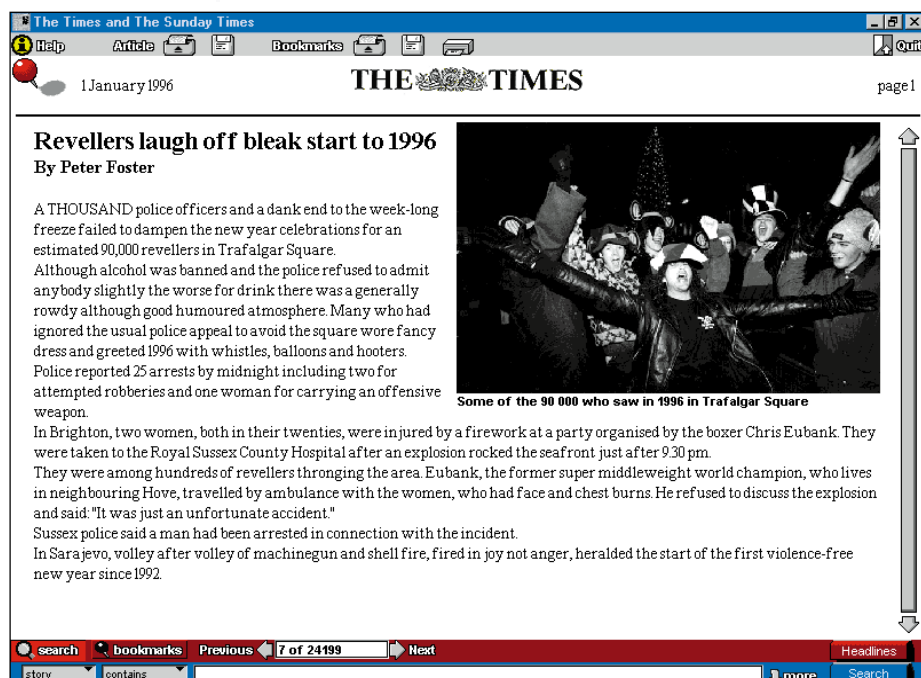 The Times and The Sunday Times
Help Article Bookmarks Quit
1 January 1996 THE TIMES page1
Revellers laugh off bleak start to 1996
By Peter Foster
A THOUSAND police officers and a dank end to the week-long
freeze failed to dampen the new year celebrations for an
estimated 90,000 revellers in Trafalgar Square.
Although alcohol was banned and the police refused to admit
anybody slightly the worse for drink there was a generally
rowdy although good humoured atmosphere. Many who had
ignored the usual police appeal to avoid the square wore fancy
dress and greeted 1996 with whistles, balloons and hooters.
Police reported 25 arrests by midnight including two for
attempted robberies and one woman for carrying an offensive
weapon.
Some of the 90 000 who saw in 1996 in Trafalgar Square
In Brighton, two women, both in their twenties, were injured by a firework at a party organised by the boxer Chris Eubank. They
were taken to the Royal Sussex County Hospital after an explosion rocked the seafront just after 9.30 pm.
They were among hundreds of revellers thronging the area. Eubank, the former super middleweight world champion, who lives
in neighbouring Hove, travelled by ambulance with the women, who had face and chest burns. He refused to discuss the explosion
and said: "It was just an unfortunate accident."
Sussex police said a man had been arrested in connection with the incident.
In Sarajevo, volley after volley of machinegun and shell fire, fired in joy not anger, heralded the start of the first violence-free
new year since 1992.
search bookmarks Previous 7 of 24199 Next Headlines
story contains more Search